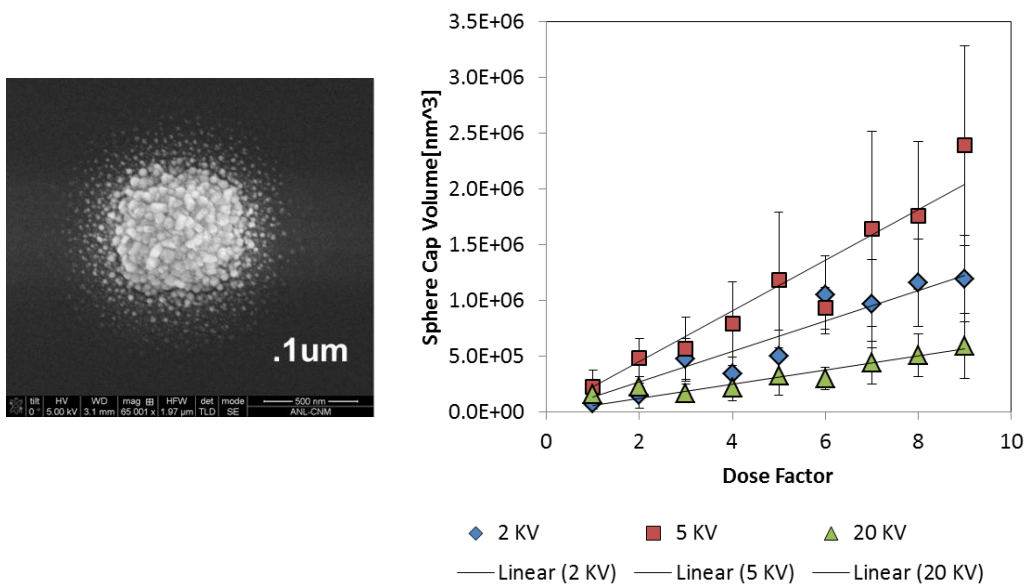 .1um
tilt HV WD mag ⊞ HFW det mode 500 nm
0 ° 5.00 kV 3.1 mm 65 001 x 1.97 µm TLD SE ANL-CNM
Sphere Cap Volume[nm^3]
3.5E+06
3.0E+06
2.5E+06
2.0E+06
1.5E+06
1.0E+06
5.0E+05
0.0E+00
0 2 4 6 8 10
Dose Factor
2 KV 5 KV 20 KV
Linear (2 KV) Linear (5 KV) Linear (20 KV)